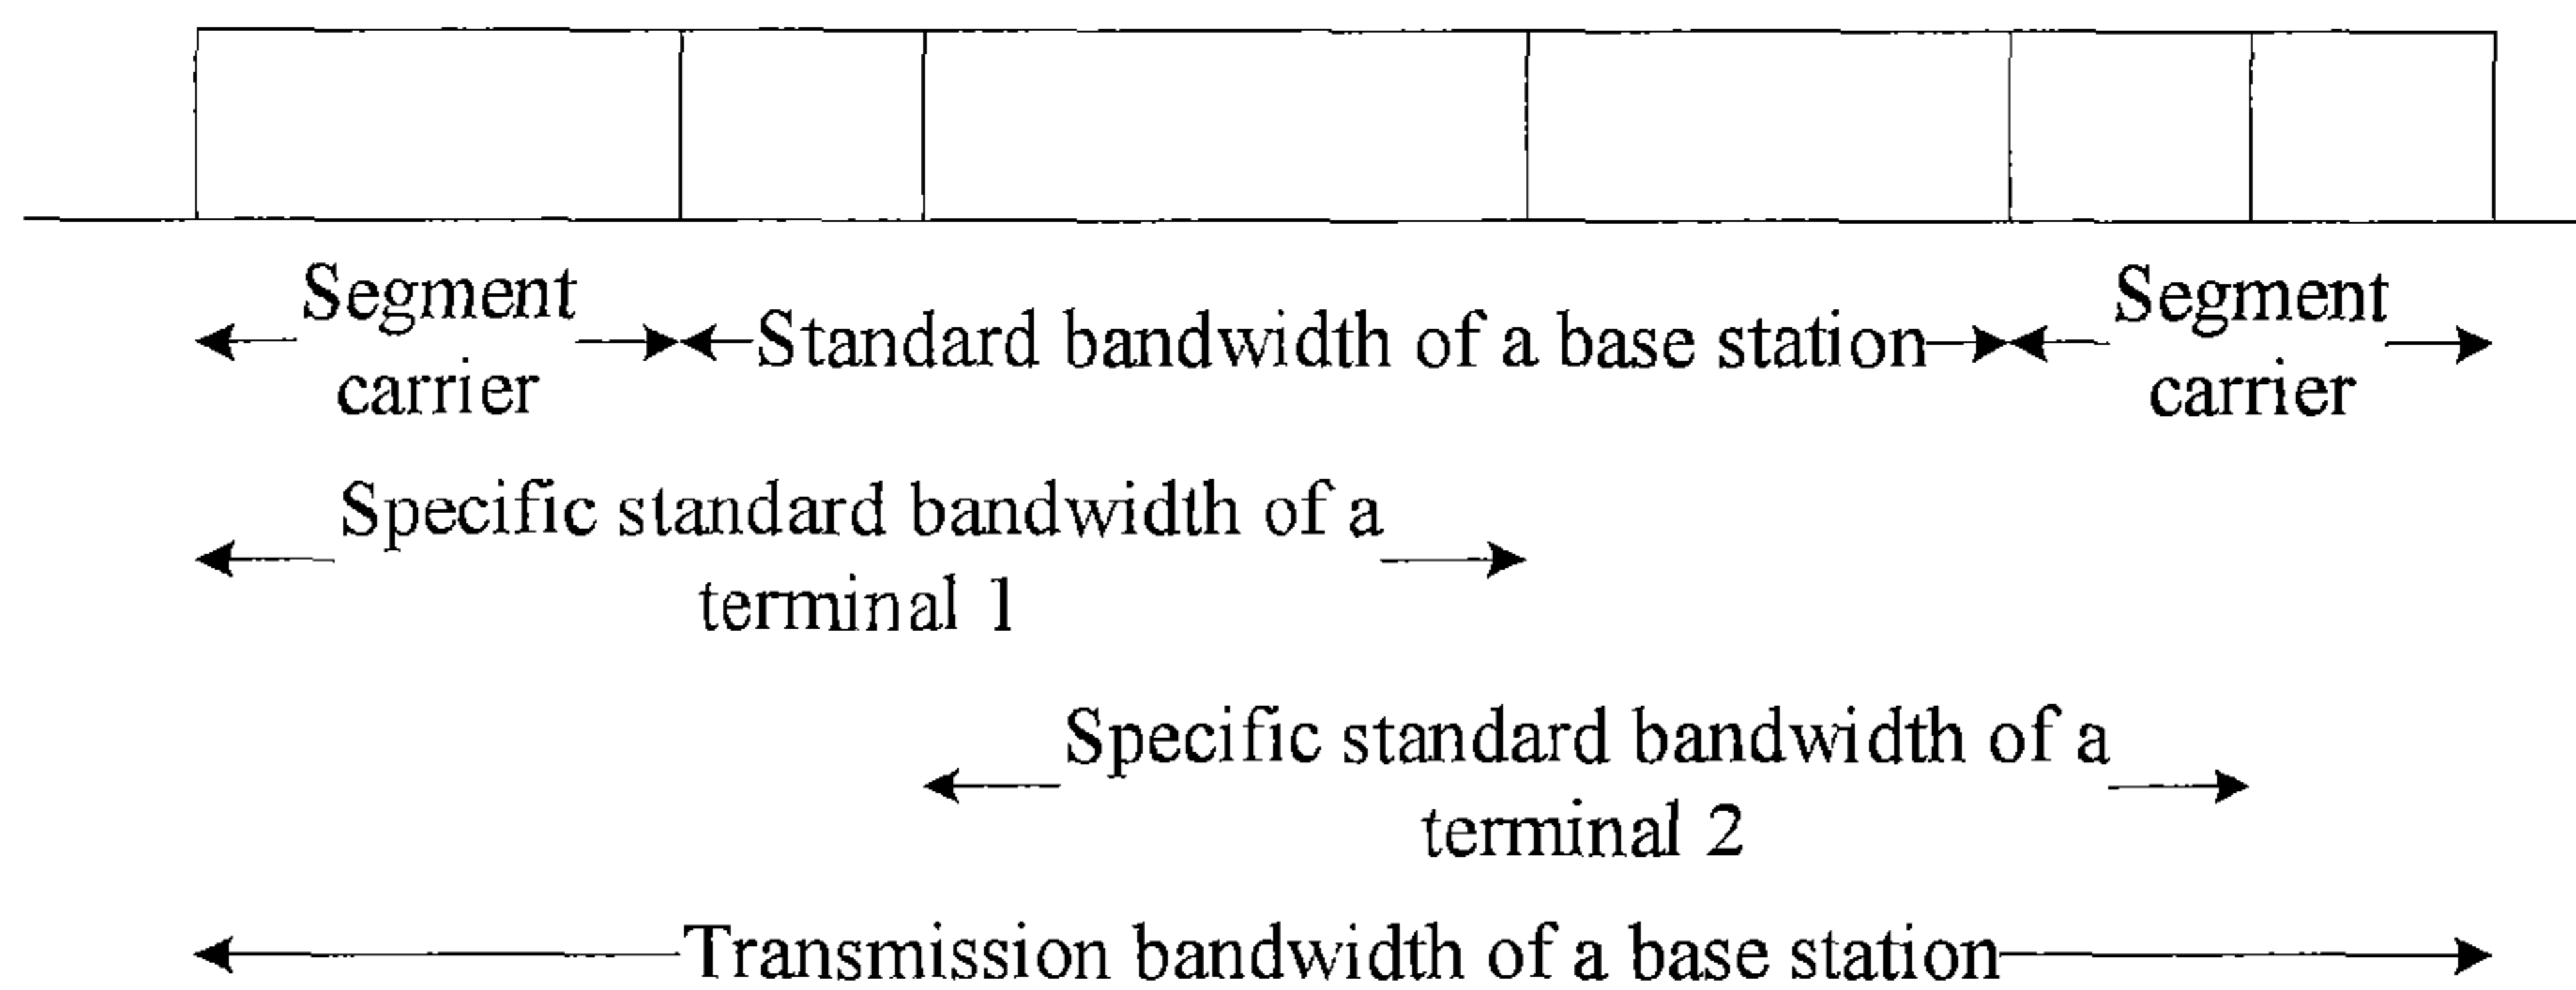 Segment
carrier
Standard bandwidth of a base station
Segment
carrier
Specific standard bandwidth of a
terminal 1
Specific standard bandwidth of a
terminal 2
Transmission bandwidth of a base station